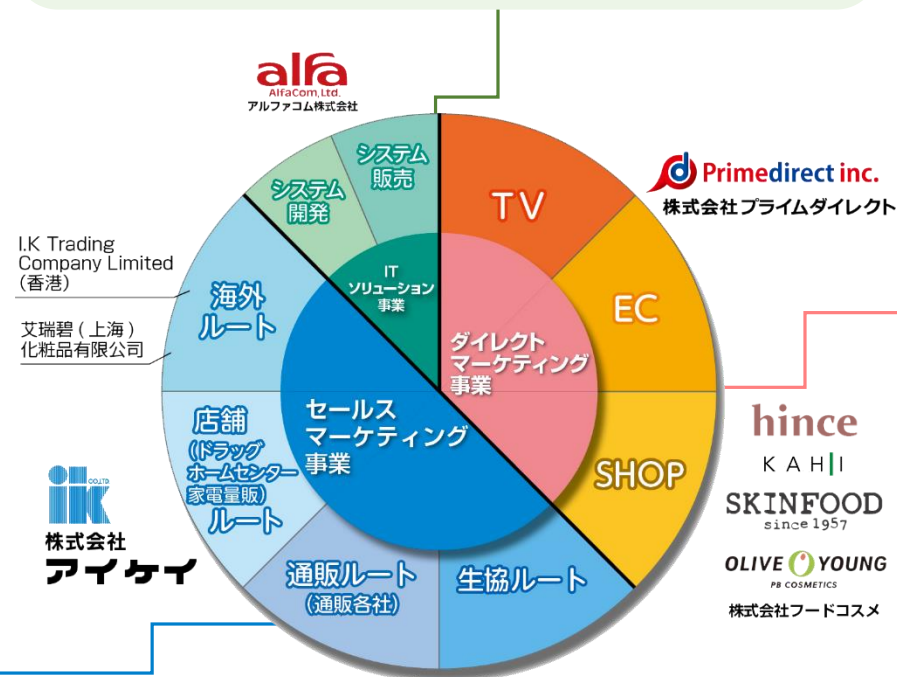 alfa
AlfaCom,Ltd.
アルファコム株式会社
システム
販売
システム
開発
TV
Primedirect inc.
株式会社プライムダイレクト
I.K Trading
Company Limited
(香港)
海外
ルート
IT
ソリューション
事業
EC
艾瑞碧(上海)
化粧品有限公司
ダイレクト
マーケティング
事業
セールス
マーケティング
事業
店舗
(ドラッグ
ホームセンター
家電量販)
ルート
SHOP
hince
KAHI
SKINFOOD
since 1957
OLIVE YOUNG
PB COSMETICS
株式会社フードコスメ
ik
CO.,LTD
株式会社
アイケイ
通販ルート
(通販各社)
生協ルート